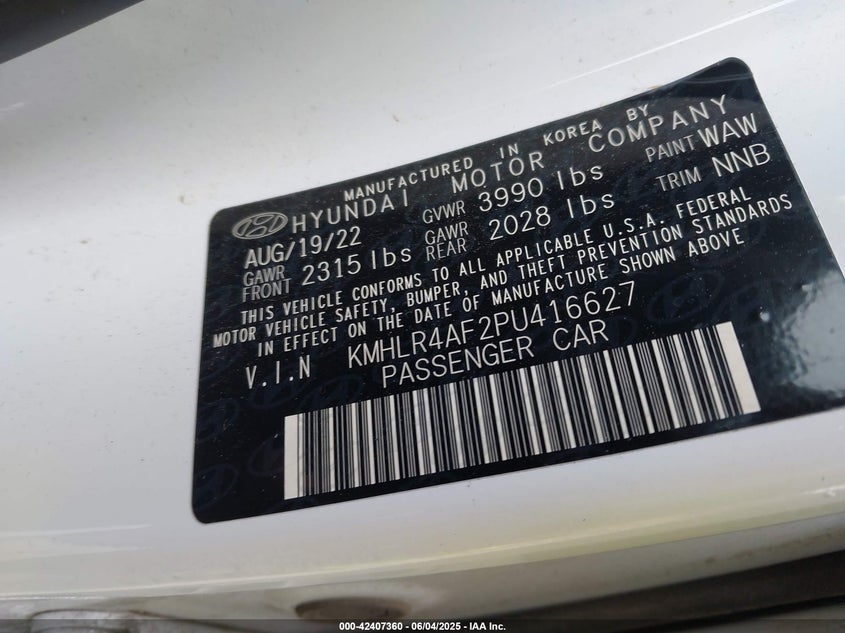 MANUFACTURED IN KOREA BY
HYUNDAI MOTOR COMPANY
AUG/19/22 GVWR 3990 lbs PAINT WAW
GAWR FRONT 2315 lbs GAWR REAR 2028 lbs TRIM NNB
THIS VEHICLE CONFORMS TO ALL APPLICABLE U.S.A. FEDERAL
MOTOR VEHICLE SAFETY, BUMPER, AND THEFT PREVENTION STANDARDS
IN EFFECT ON THE DATE OF MANUFACTURE SHOWN ABOVE
V.I.N KMHLR4AF2PU416627
PASSENGER CAR
000-42407360 - 06/04/2025 - IAA Inc.